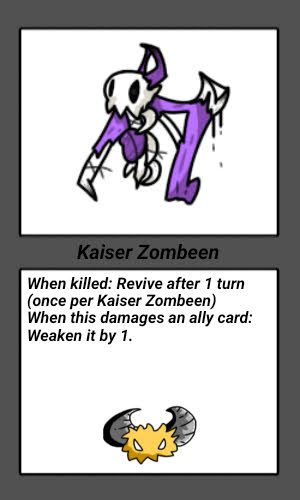 Kaiser Zombeen
When killed: Revive after 1 turn
(once per Kaiser Zombeen)
When this damages an ally card:
Weaken it by 1.